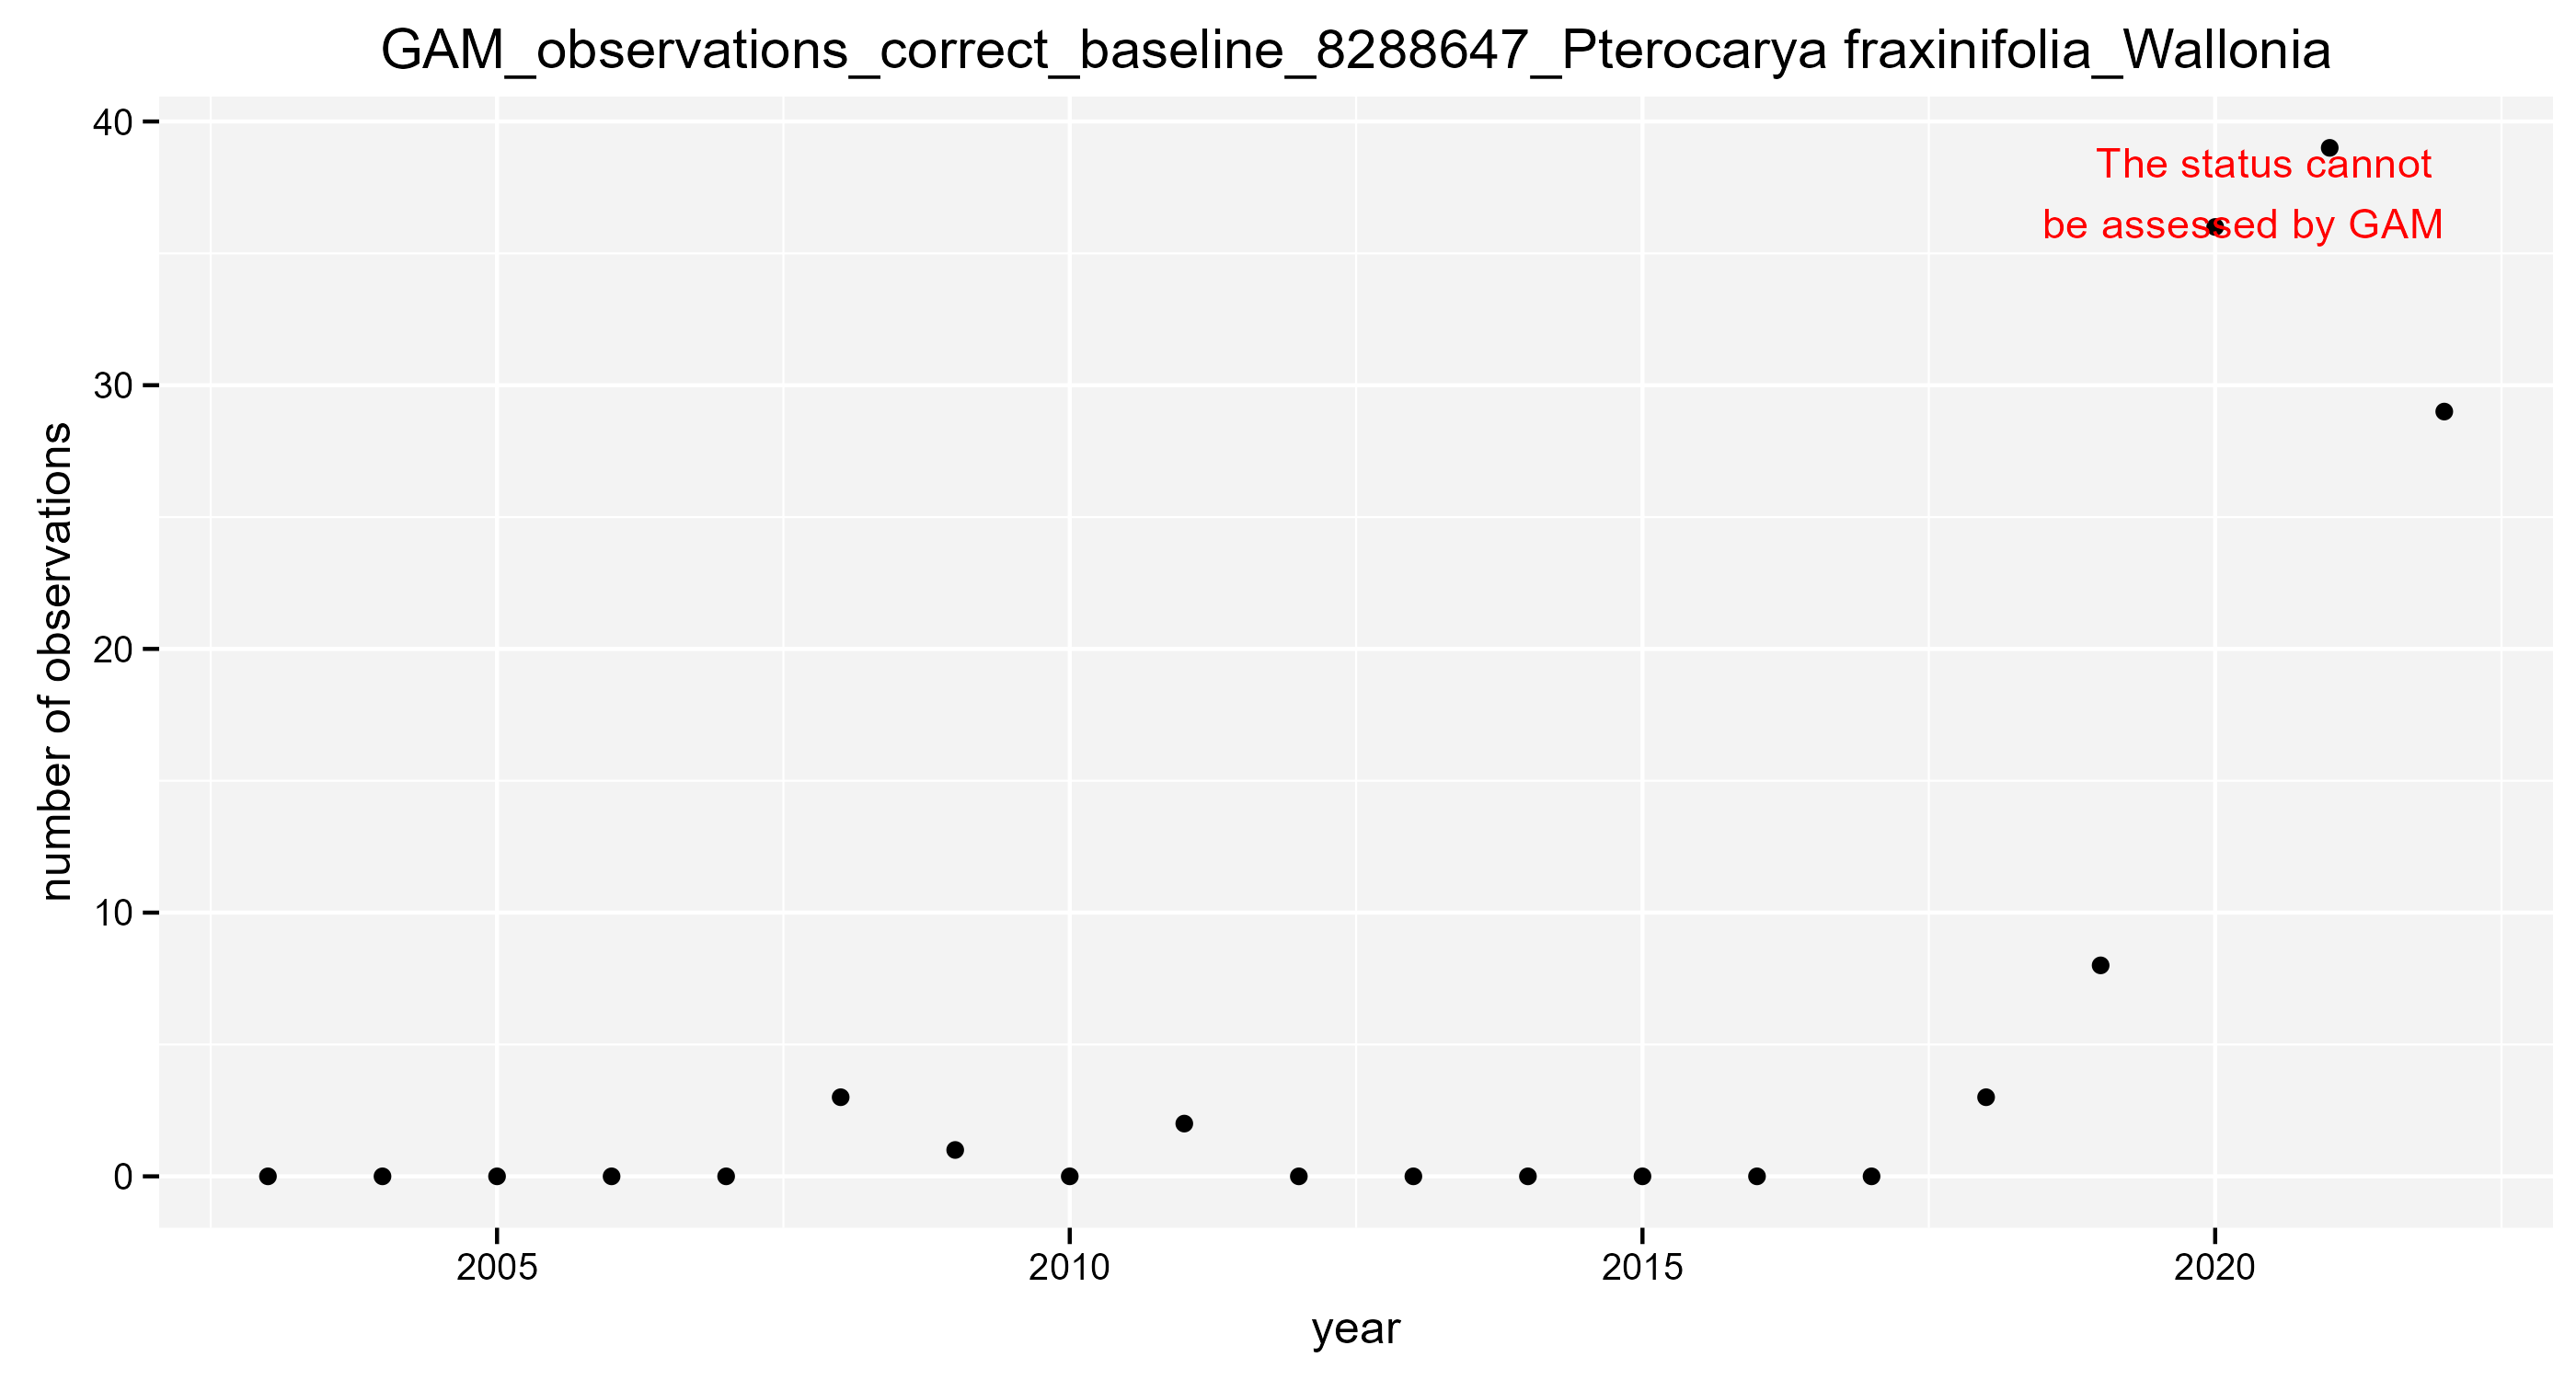 GAM_observations_correct_baseline_8288647_Pterocarya fraxinifolia_Wallonia
40
The status cannot
be assessed by GAM
30
number of observations
20
10
0
2005
2010
2015
2020
year